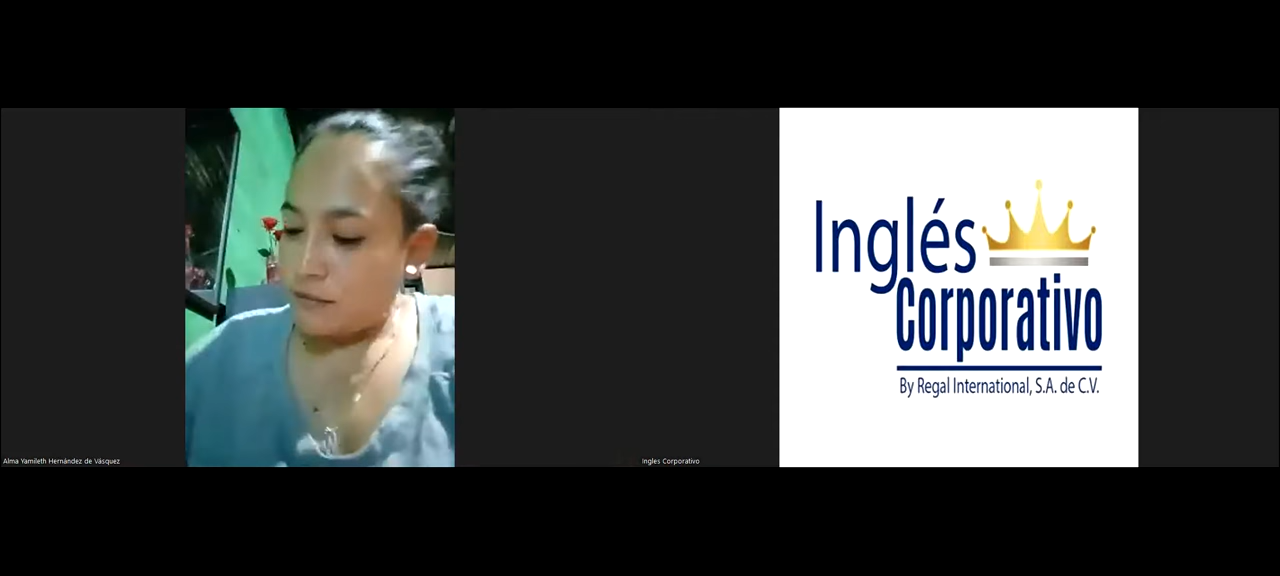 Inglés
Corporativo
By Regal International, S.A. de C.V.
Alma Yamileth Hernández de Vásquez
Ingles Corporativo